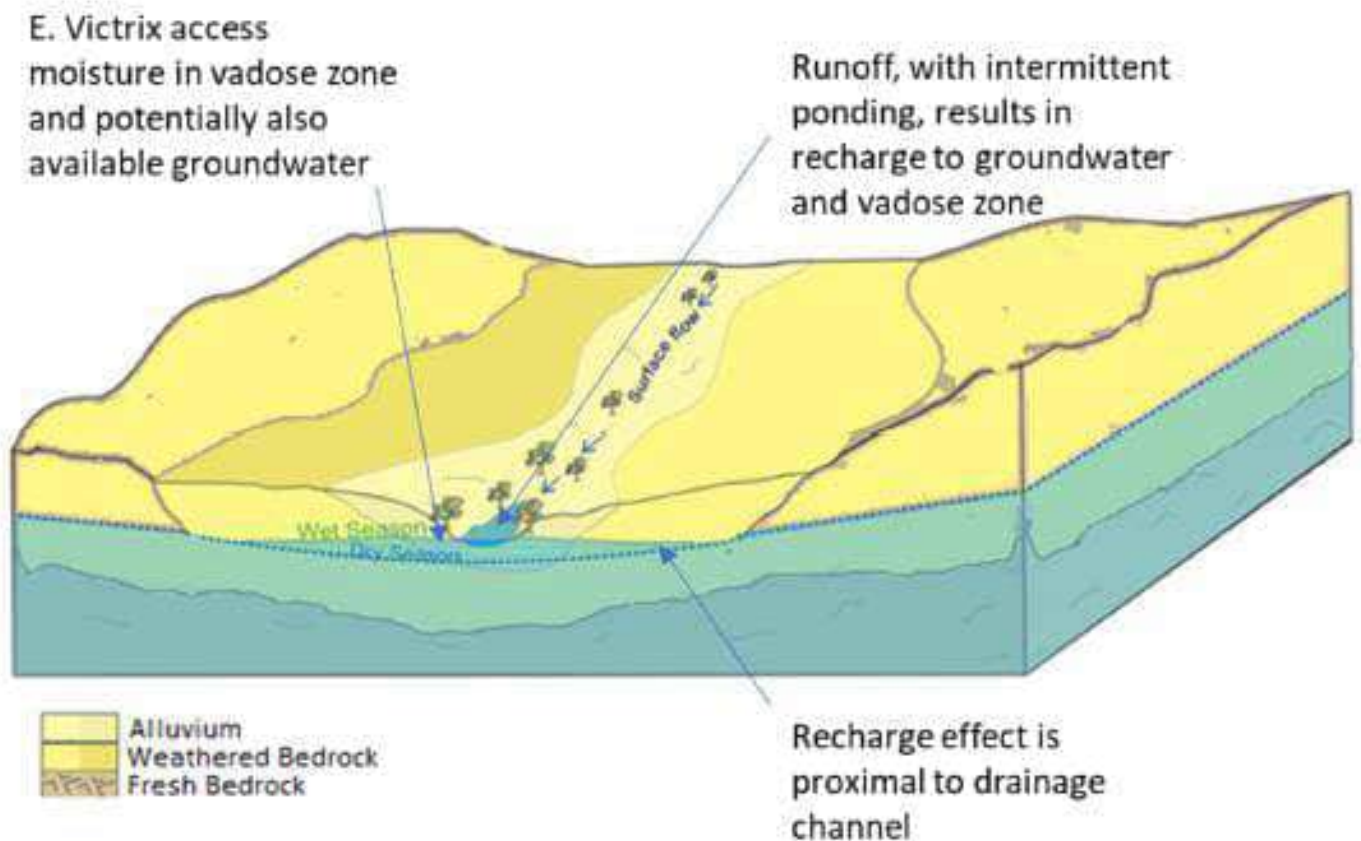 E. Victrix access
moisture in vadose zone
and potentially also
available groundwater
Runoff, with intermittent
ponding, results in
recharge to groundwater
and vadose zone
Surface flow
Wet Season
Dry Season
Alluvium
Weathered Bedrock
Fresh Bedrock
Recharge effect is
proximal to drainage
channel